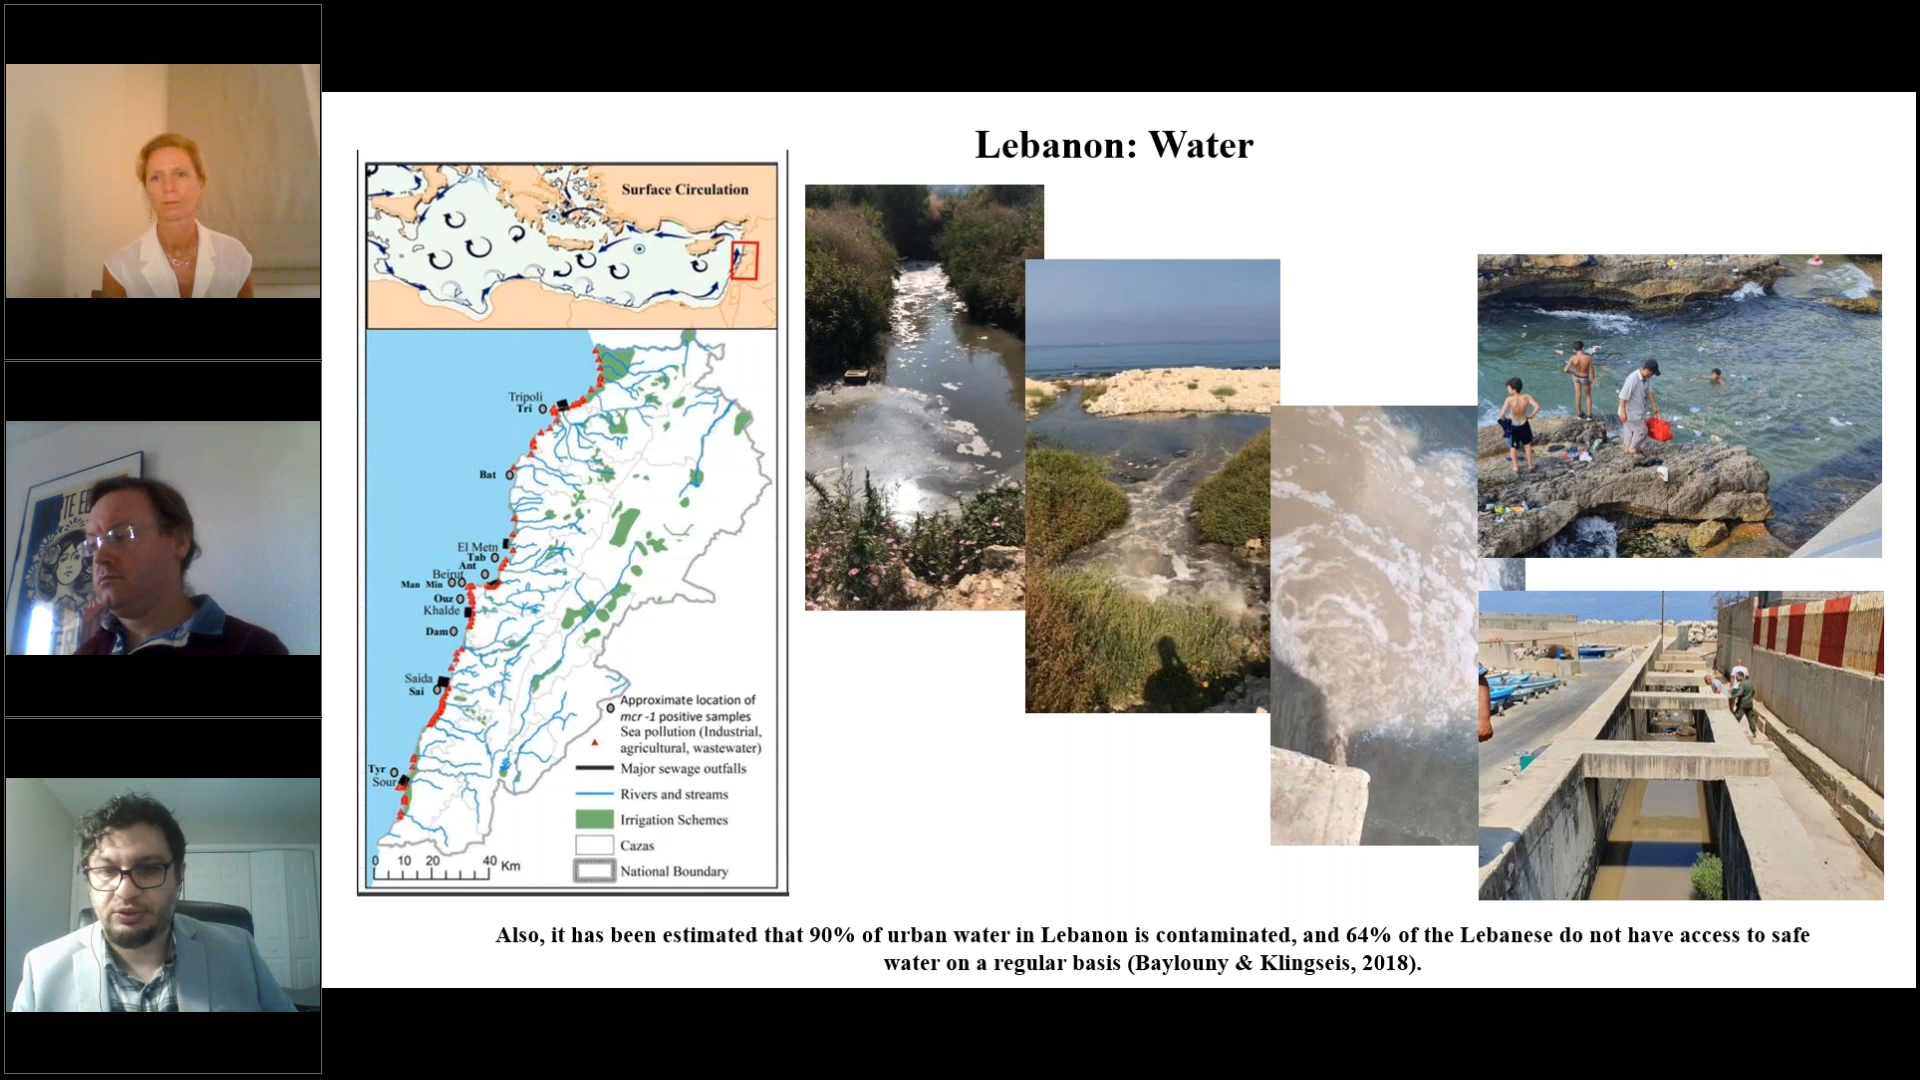 Lebanon: Water
Surface Circulation
Tripoli
Tri
Bat
El Metn
Tab
Ant
Beirut
Man Min
Ouz
Khalde
Dam
Saida
Sai
Tyr
Sour
Approximate location of
mcr -1 positive samples
Sea pollution (Industrial,
agricultural, wastewater)
Major sewage outfalls
Rivers and streams
Irrigation Schemes
Cazas
National Boundary
0 10 20 40 Km
Also, it has been estimated that 90% of urban water in Lebanon is contaminated, and 64% of the Lebanese do not have access to safe
water on a regular basis (Baylouny & Klingseis, 2018).